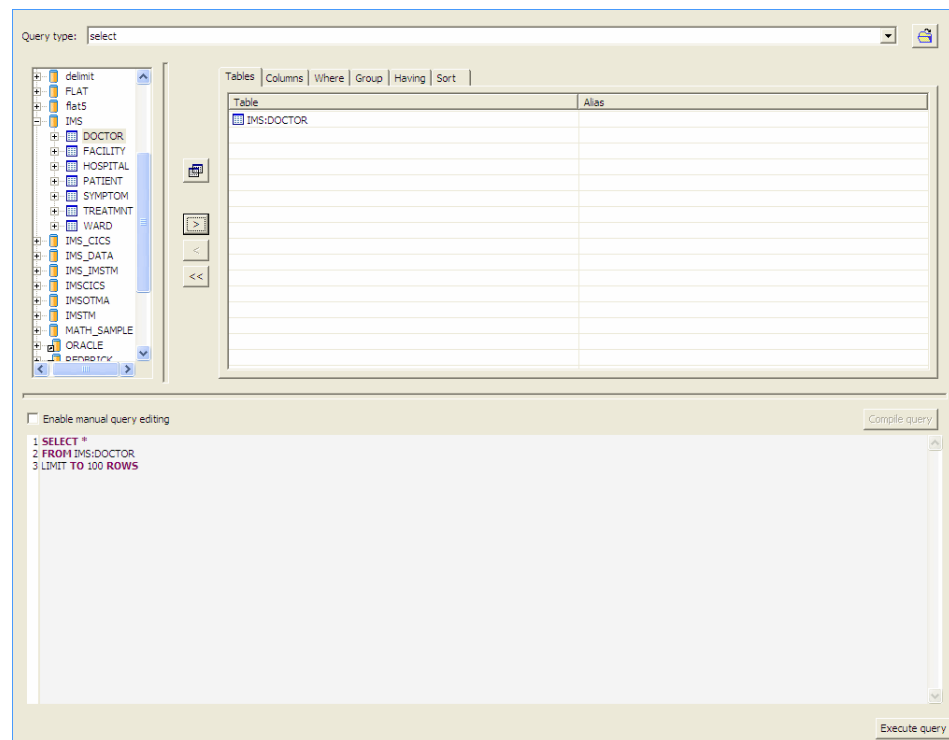 Query type: select
delimit
FLAT
flat5
IMS
DOCTOR
FACILITY
HOSPITAL
PATIENT
SYMPTOM
TREATMNT
WARD
IMS_CICS
IMS_DATA
IMS_IMSTM
IMSCICS
IMSOTMA
IMSTM
MATH_SAMPLE
ORACLE
REDBRICK
>
<
<<
Tables Columns Where Group Having Sort
Table Alias
IMS:DOCTOR
Enable manual query editing Compile query
1 SELECT *
2 FROM IMS:DOCTOR
3 LIMIT TO 100 ROWS
Execute query